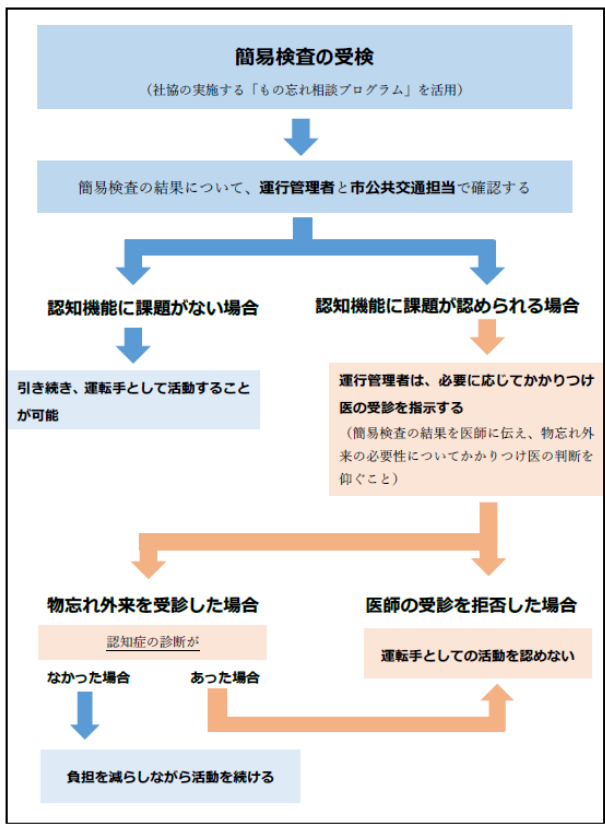 簡易検査の受検
（社協の実施する「もの忘れ相談プログラム」を活用）
簡易検査の結果について、運行管理者と市公共交通担当で確認する
認知機能に課題がない場合
認知機能に課題が認められる場合
引き続き、運転手として活動すること
が可能
運行管理者は、必要に応じてかかりつけ
医の受診を指示する
（簡易検査の結果を医師に伝え、物忘れ外
来の必要性についてかかりつけ医の判断を
仰ぐこと）
物忘れ外来を受診した場合
医師の受診を拒否した場合
認知症の診断が
運転手としての活動を認めない
なかった場合
あった場合
負担を減らしながら活動を続ける